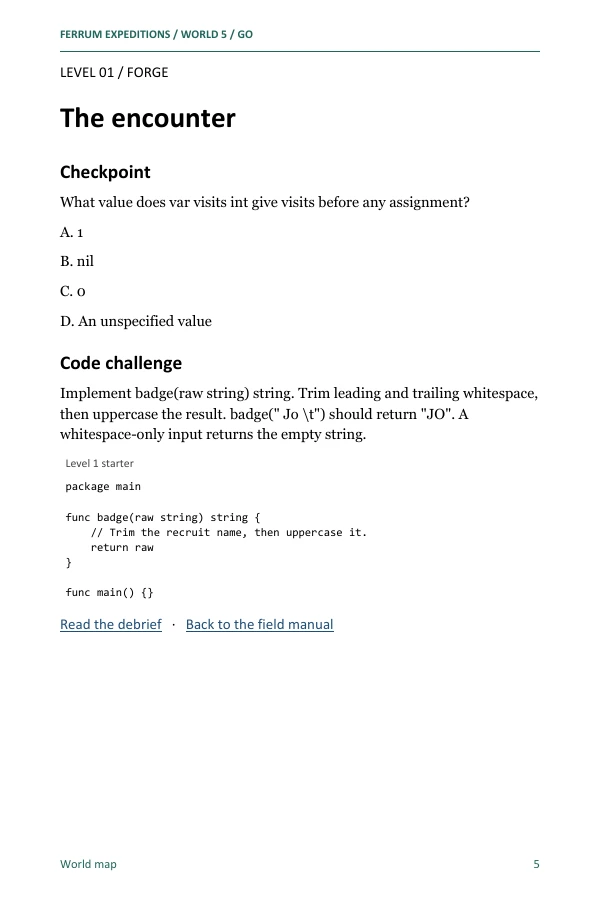 FERRUM EXPEDITIONS / WORLD 5 / GO
LEVEL 01 / FORGE
The encounter
Checkpoint
What value does var visits int give visits before any assignment?
A. 1
B. nil
C. 0
D. An unspecified value
Code challenge
Implement badge(raw string) string. Trim leading and trailing whitespace,
then uppercase the result. badge(" Jo \t") should return "JO". A
whitespace-only input returns the empty string.
Level 1 starter
package main
func badge(raw string) string {
    // Trim the recruit name, then uppercase it.
    return raw
}
func main() {}
Read the debrief · Back to the field manual
World map 5